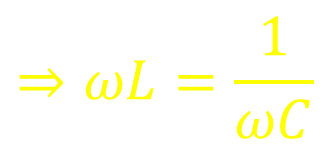 ⇒ ωL = 1/ωC